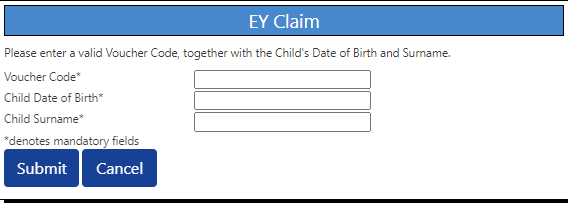 EY Claim
Please enter a valid Voucher Code, together with the Child's Date of Birth and Surname.
Voucher Code*
Child Date of Birth*
Child Surname*
*denotes mandatory fields
Submit Cancel